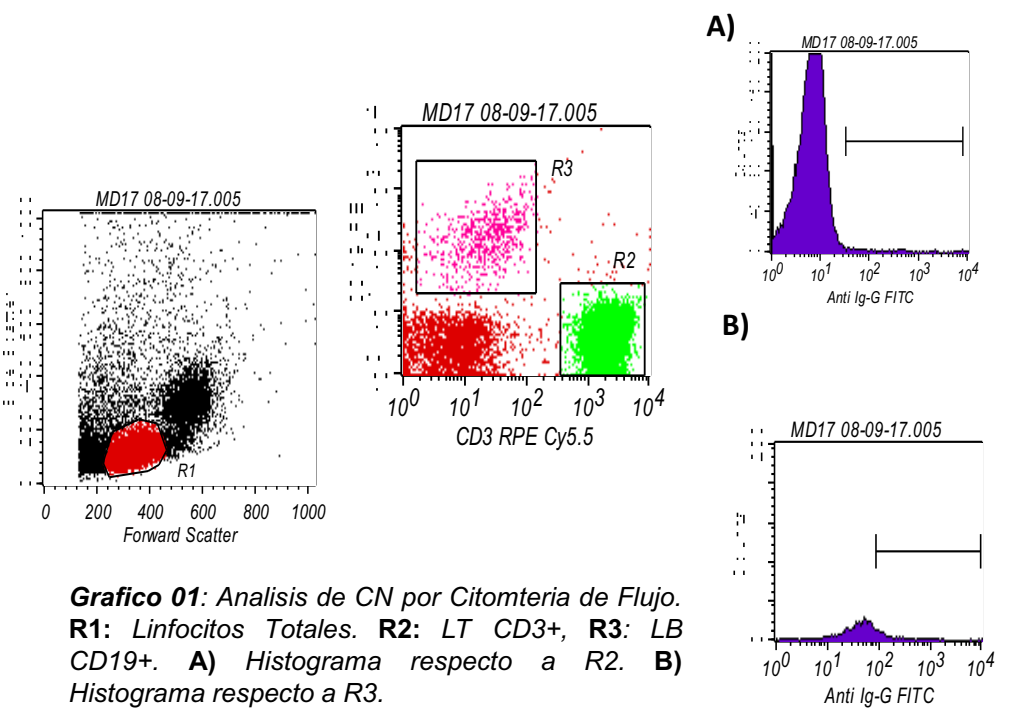 A)
MD17 08-09-17.005
10^0 10^1 10^2 10^3 10^4
Anti Ig-G FITC
MD17 08-09-17.005
R3
R2
10^0 10^1 10^2 10^3 10^4
CD3 RPE Cy5.5
MD17 08-09-17.005
R1
0 200 400 600 800 1000
Forward Scatter
B)
MD17 08-09-17.005
10^0 10^1 10^2 10^3 10^4
Anti Ig-G FITC
Grafico 01: Analisis de CN por Citomteria de Flujo.
R1: Linfocitos Totales. R2: LT CD3+, R3: LB
CD19+. A) Histograma respecto a R2. B)
Histograma respecto a R3.